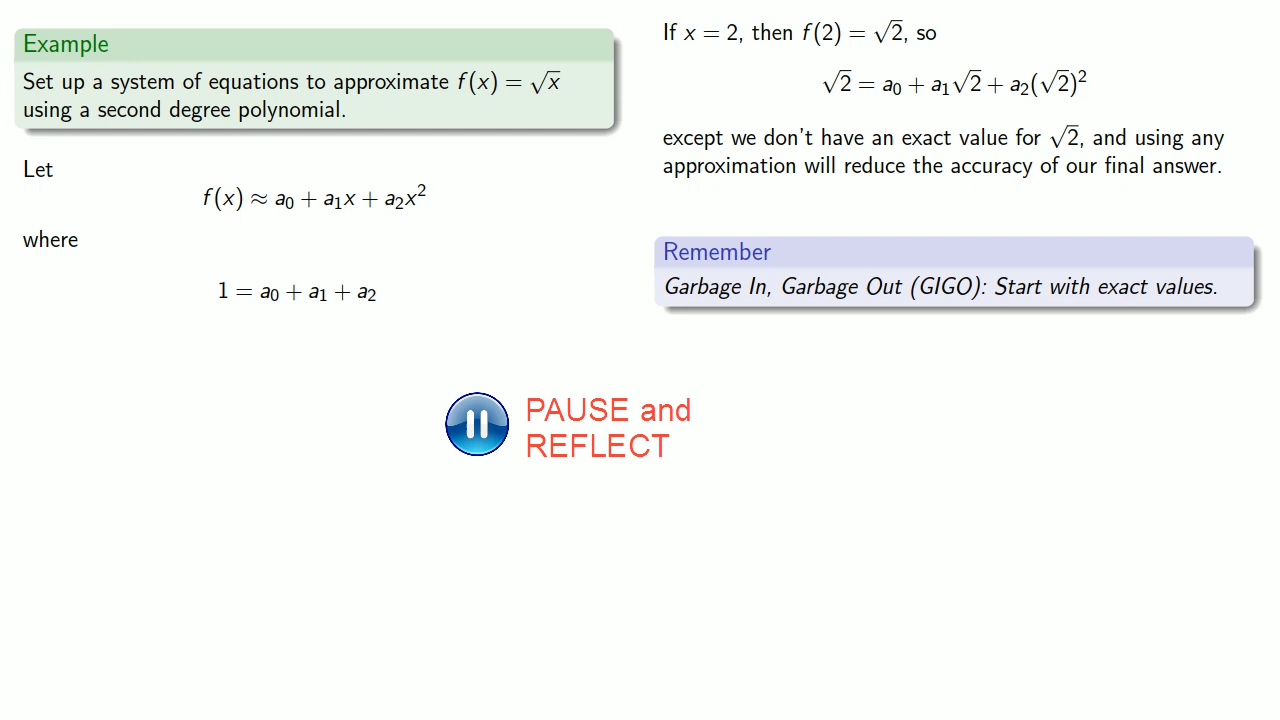 Example
Set up a system of equations to approximate f(x) = √x
using a second degree polynomial.
Let
f(x) ≈ a₀ + a₁x + a₂x²
where
1 = a₀ + a₁ + a₂
If x = 2, then f(2) = √2, so
√2 = a₀ + a₁√2 + a₂(√2)²
except we don't have an exact value for √2, and using any
approximation will reduce the accuracy of our final answer.
Remember
Garbage In, Garbage Out (GIGO): Start with exact values.
PAUSE and
REFLECT